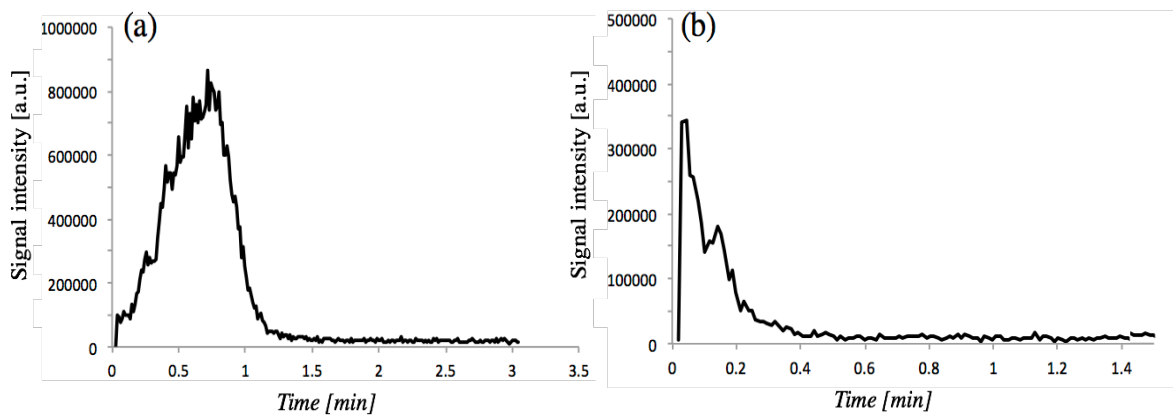 (a)
Signal intensity [a.u.]
1000000
800000
600000
400000
200000
0
0 0.5 1 1.5 2 2.5 3 3.5
Time [min]
(b)
Signal intensity [a.u.]
500000
400000
300000
200000
100000
0
0 0.2 0.4 0.6 0.8 1 1.2 1.4
Time [min]